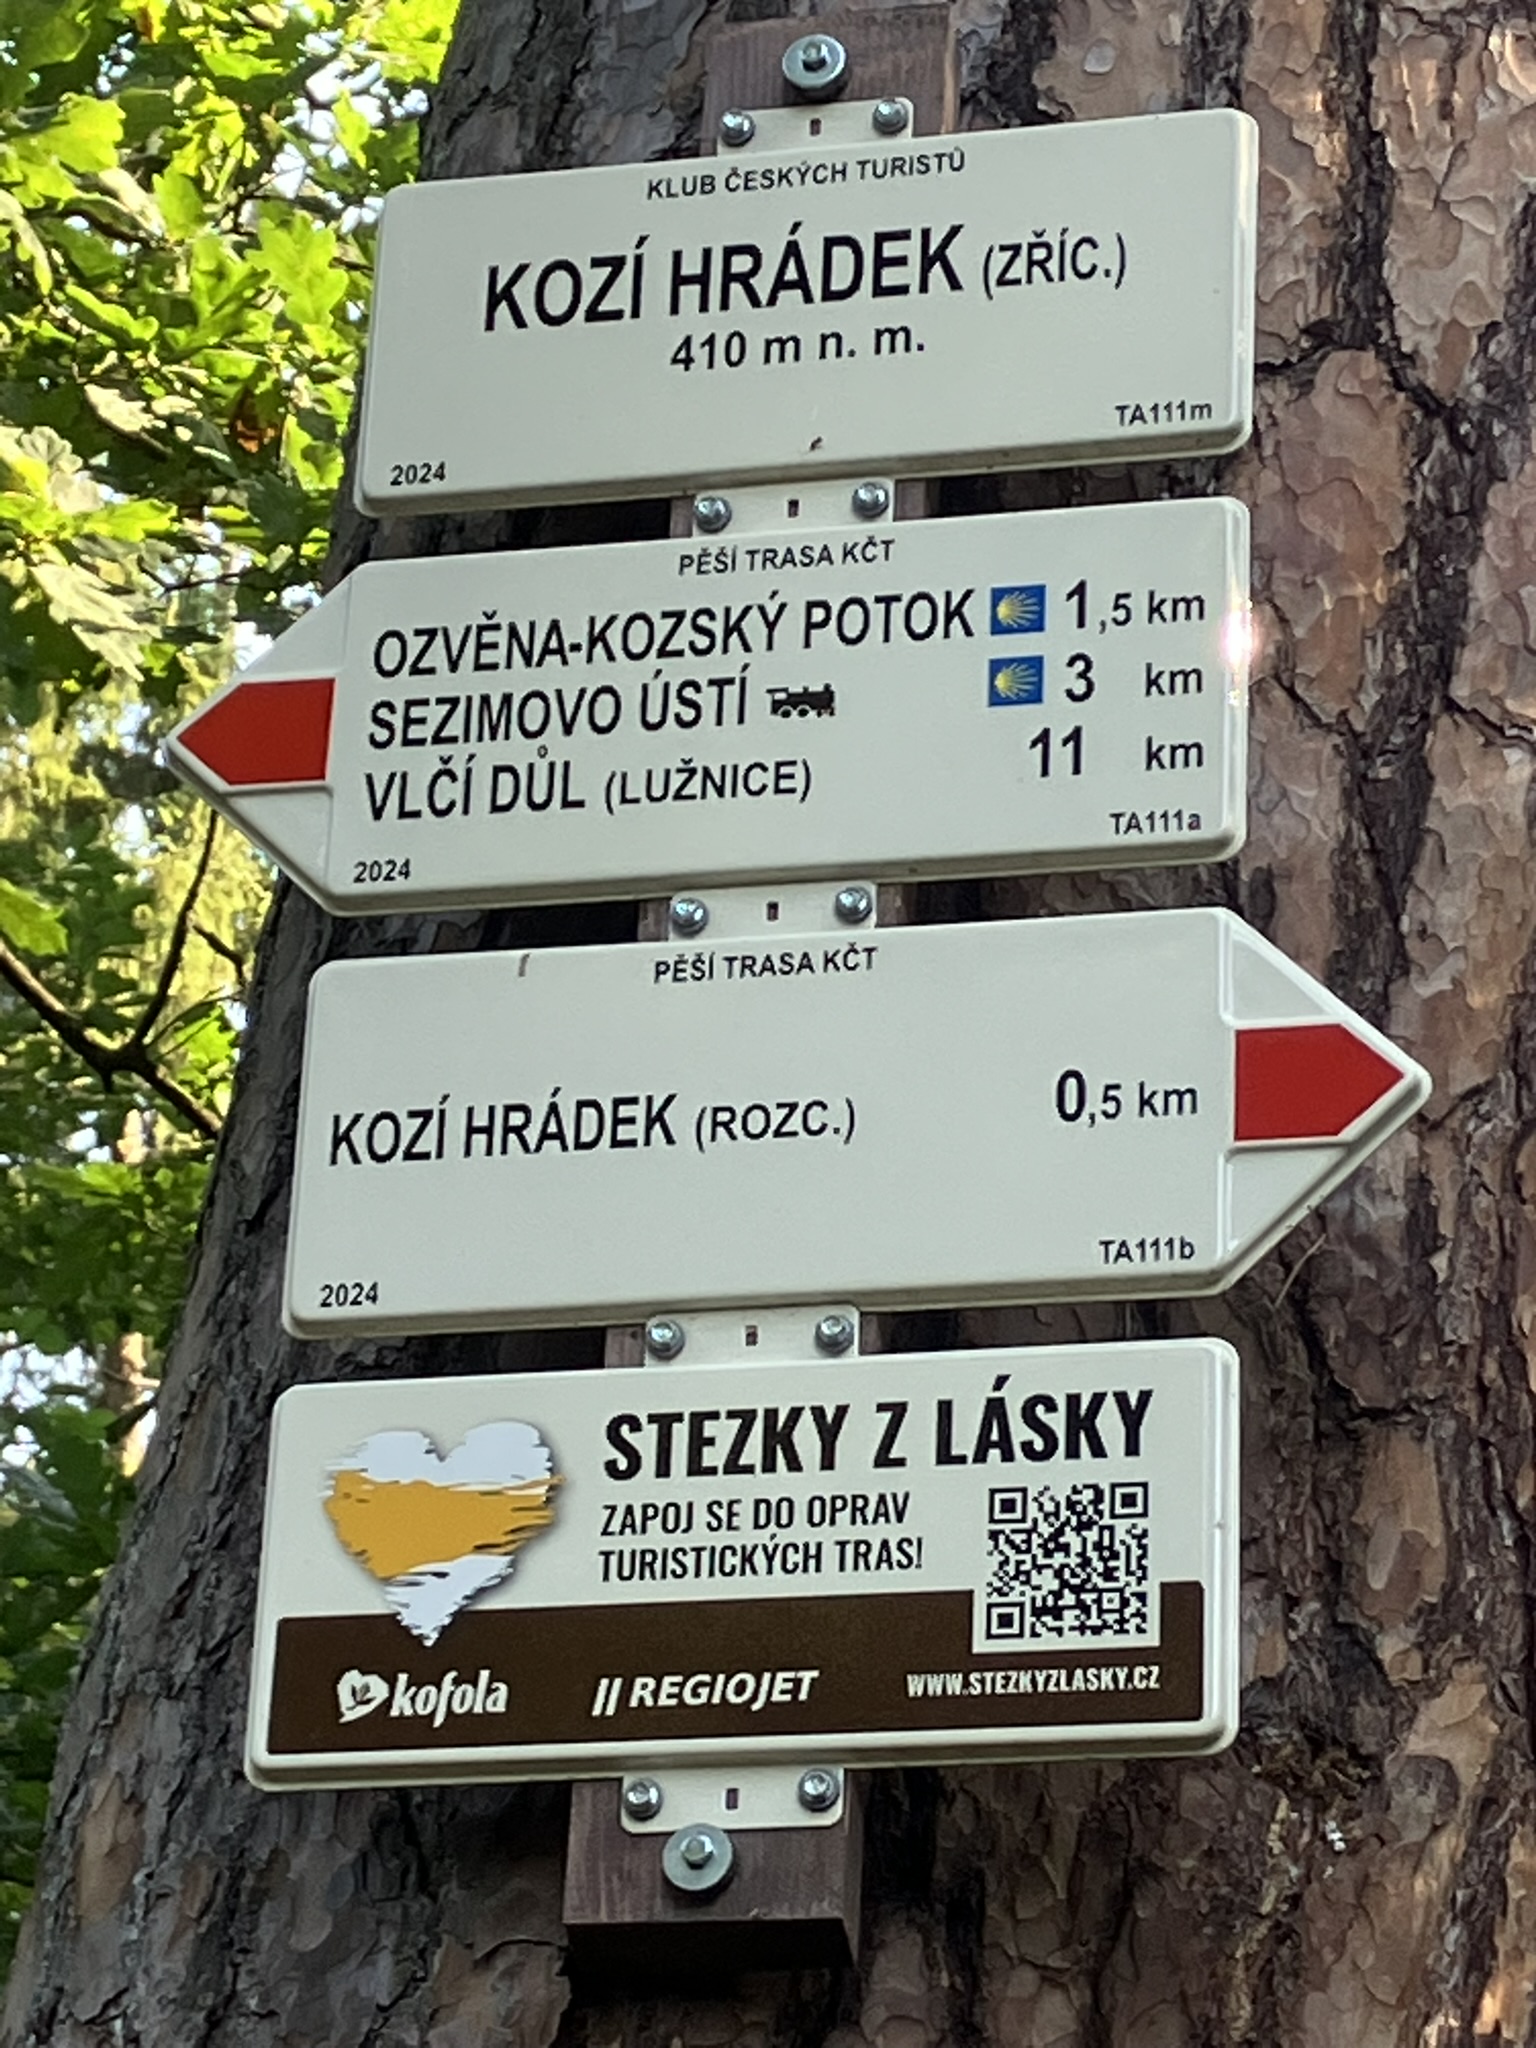 KLUB ČESKÝCH TURISTŮ
KOZÍ HRÁDEK (ZŘÍC.)
410 m n. m.
TA111m
2024
PĚŠÍ TRASA KČT
OZVĚNA-KOZSKÝ POTOK 1,5 km
SEZIMOVO ÚSTÍ 3 km
VLČÍ DŮL (LUŽNICE) 11 km
TA111a
2024
PĚŠÍ TRASA KČT
KOZÍ HRÁDEK (ROZC.) 0,5 km
TA111b
2024
STEZKY Z LÁSKY
ZAPOJ SE DO OPRAV
TURISTICKÝCH TRAS!
kofola // REGIOJET WWW.STEZKYZLASKY.CZ